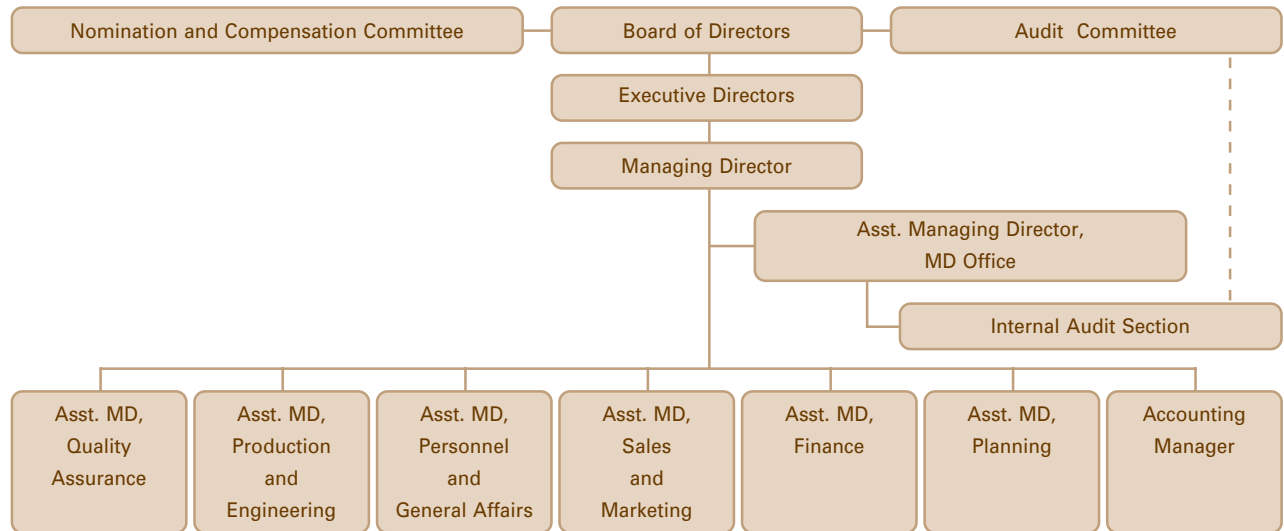 Nomination and Compensation Committee
Board of Directors
Audit Committee
Executive Directors
Managing Director
Asst. Managing Director,
MD Office
Internal Audit Section
Asst. MD,
Quality
Assurance
Asst. MD,
Production
and
Engineering
Asst. MD,
Personnel
and
General Affairs
Asst. MD,
Sales
and
Marketing
Asst. MD,
Finance
Asst. MD,
Planning
Accounting
Manager